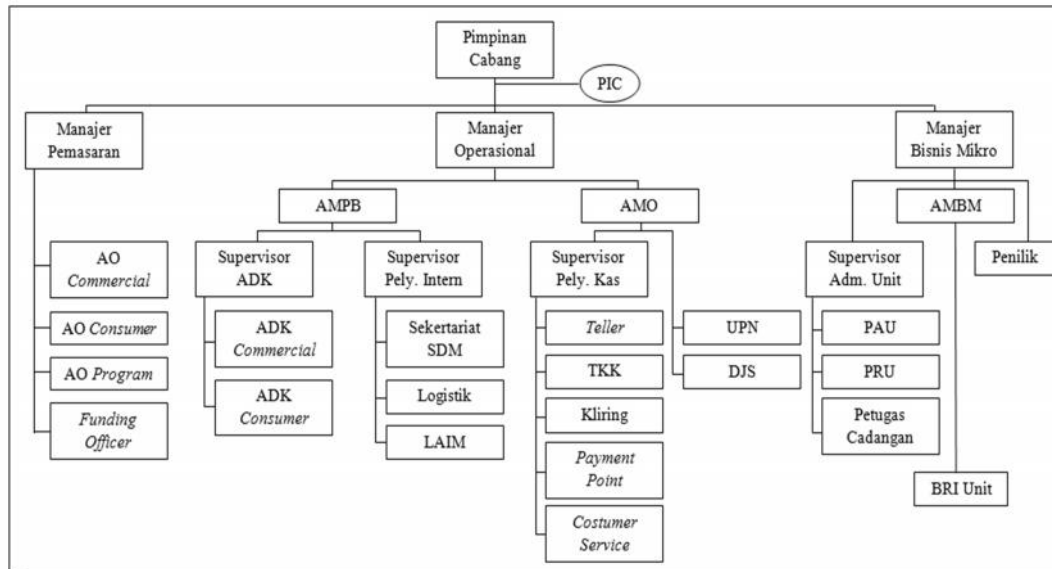 Pimpinan
Cabang
PIC
Manajer
Pemasaran
Manajer
Operasional
Manajer
Bisnis Mikro
AMPB
AMO
AMBM
AO
Commercial
AO Consumer
AO Program
Funding
Officer
Supervisor
ADK
ADK
Commercial
ADK
Consumer
Supervisor
Pely. Intern
Sekertariat
SDM
Logistik
LAIM
Supervisor
Pely. Kas
Teller
TKK
Kliring
Payment
Point
Costumer
Service
UPN
DJS
Supervisor
Adm. Unit
PAU
PRU
Petugas
Cadangan
Penilik
BRI Unit